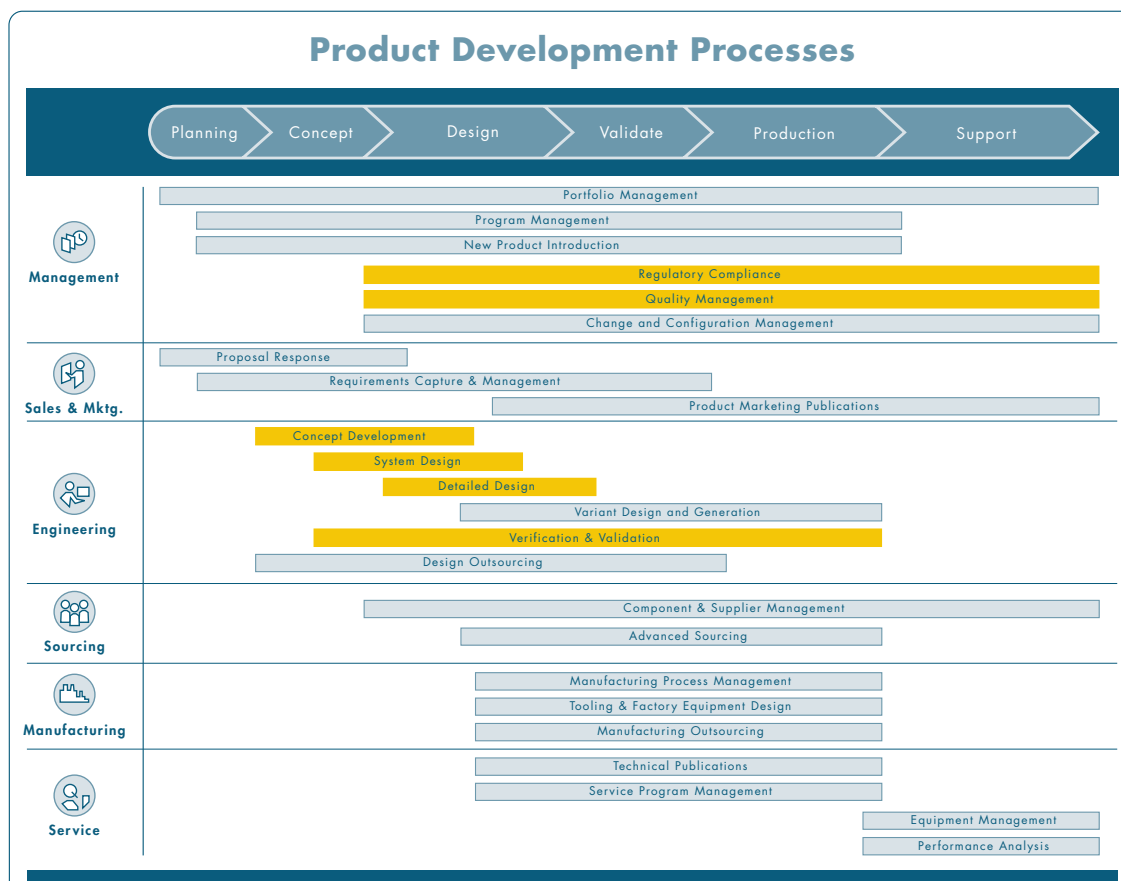 Product Development Processes
Planning
Concept
Design
Validate
Production
Support
Management
Portfolio Management
Program Management
New Product Introduction
Regulatory Compliance
Quality Management
Change and Configuration Management
Sales & Mktg.
Proposal Response
Requirements Capture & Management
Product Marketing Publications
Engineering
Concept Development
System Design
Detailed Design
Variant Design and Generation
Verification & Validation
Design Outsourcing
Sourcing
Component & Supplier Management
Advanced Sourcing
Manufacturing
Manufacturing Process Management
Tooling & Factory Equipment Design
Manufacturing Outsourcing
Service
Technical Publications
Service Program Management
Equipment Management
Performance Analysis